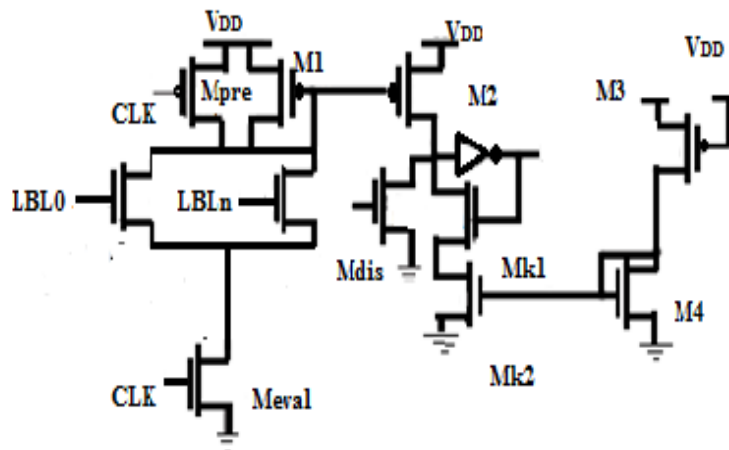 VDD
VDD
VDD
M1
M3
Mpre
M2
CLK
LBL0
LBLn
Mdis
Mk1
M4
Mk2
CLK
Meval